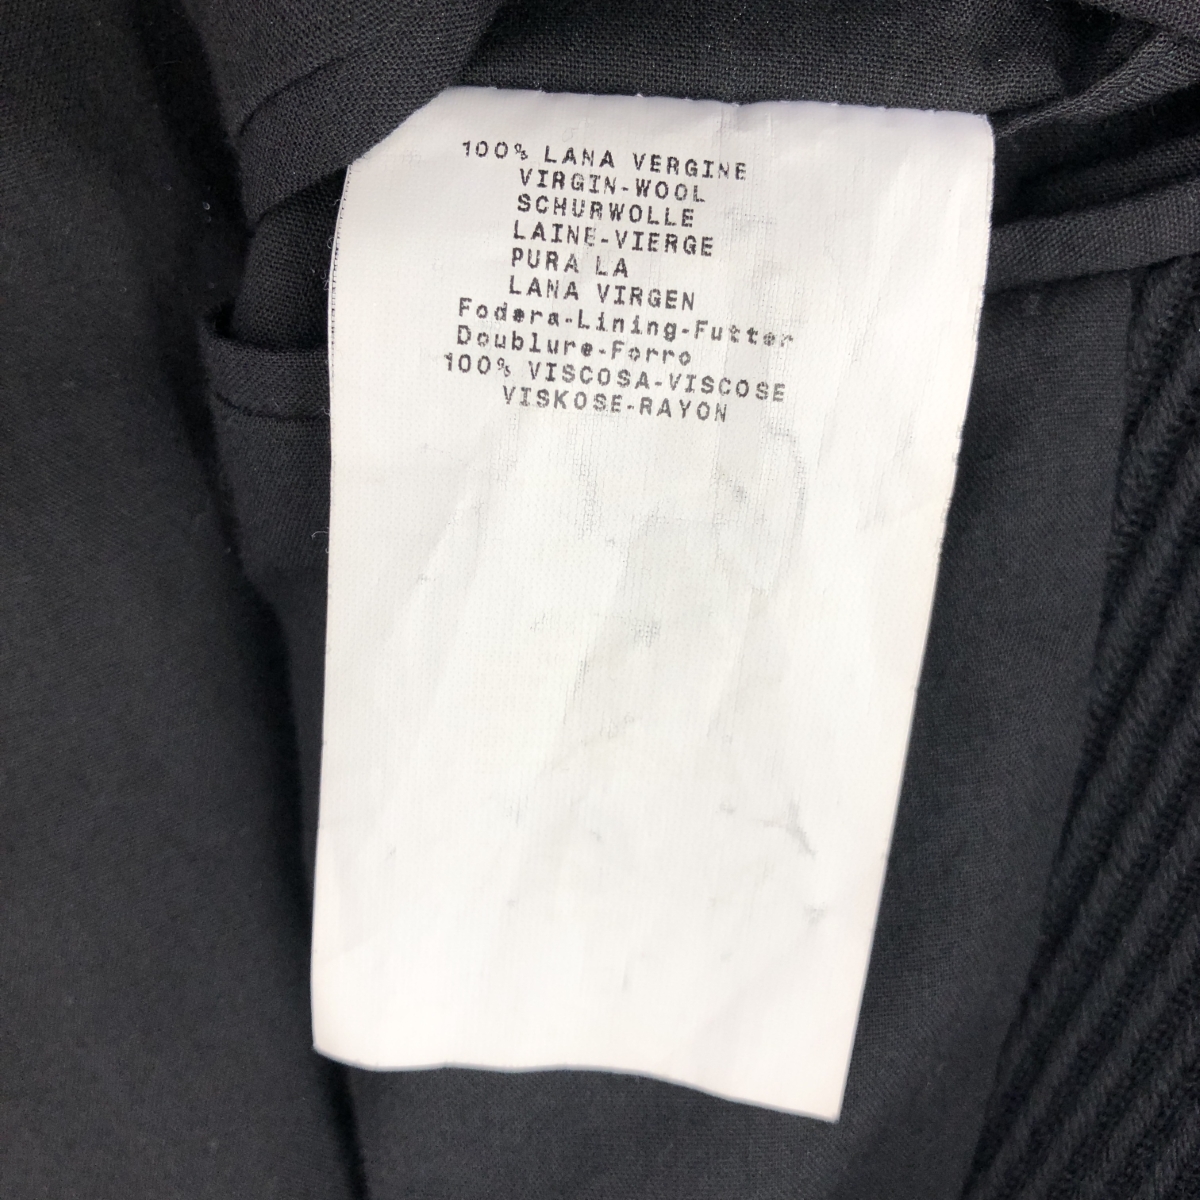 100% LANA VERGINE
VIRGIN-WOOL
SCHURWOLLE
LAINE-VIERGE
PURA LA
LANA VIRGEN
Fodera-Lining-Futter
Doublure-Forro
100% VISCOSA-VISCOSE
VISKOSE-RAYON